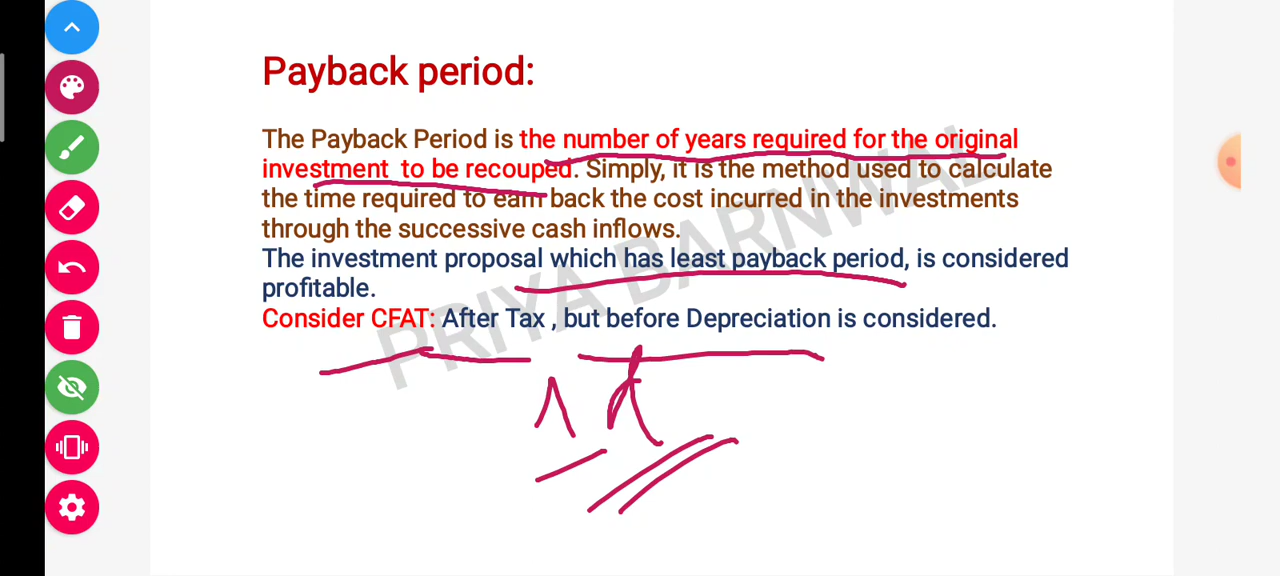 Payback period:
The Payback Period is the number of years required for the original
investment to be recouped. Simply, it is the method used to calculate
the time required to earn back the cost incurred in the investments
through the successive cash inflows.
The investment proposal which has least payback period, is considered
profitable.
Consider CFAT: After Tax , but before Depreciation is considered.
PRIYA BARNWAL